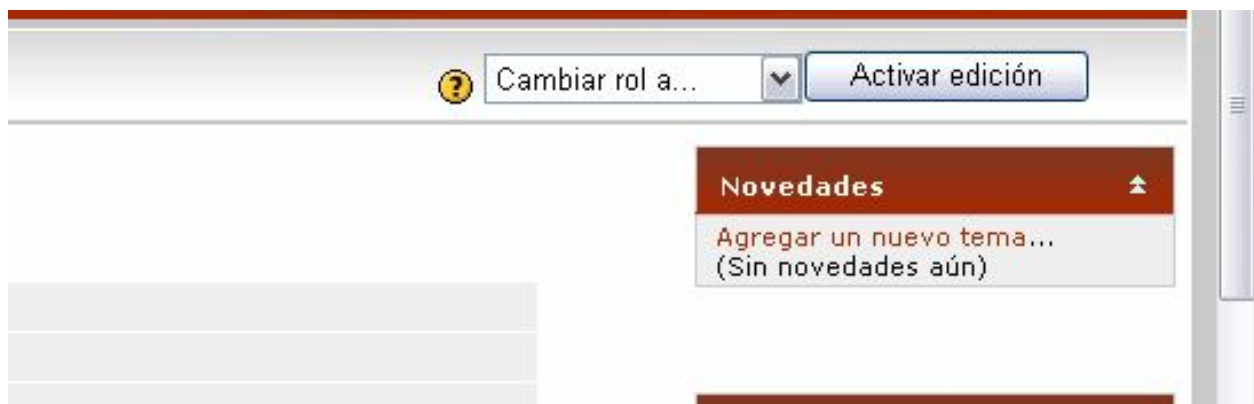 ?
Cambiar rol a...
Activar edición
Novedades
Agregar un nuevo tema...
(Sin novedades aún)